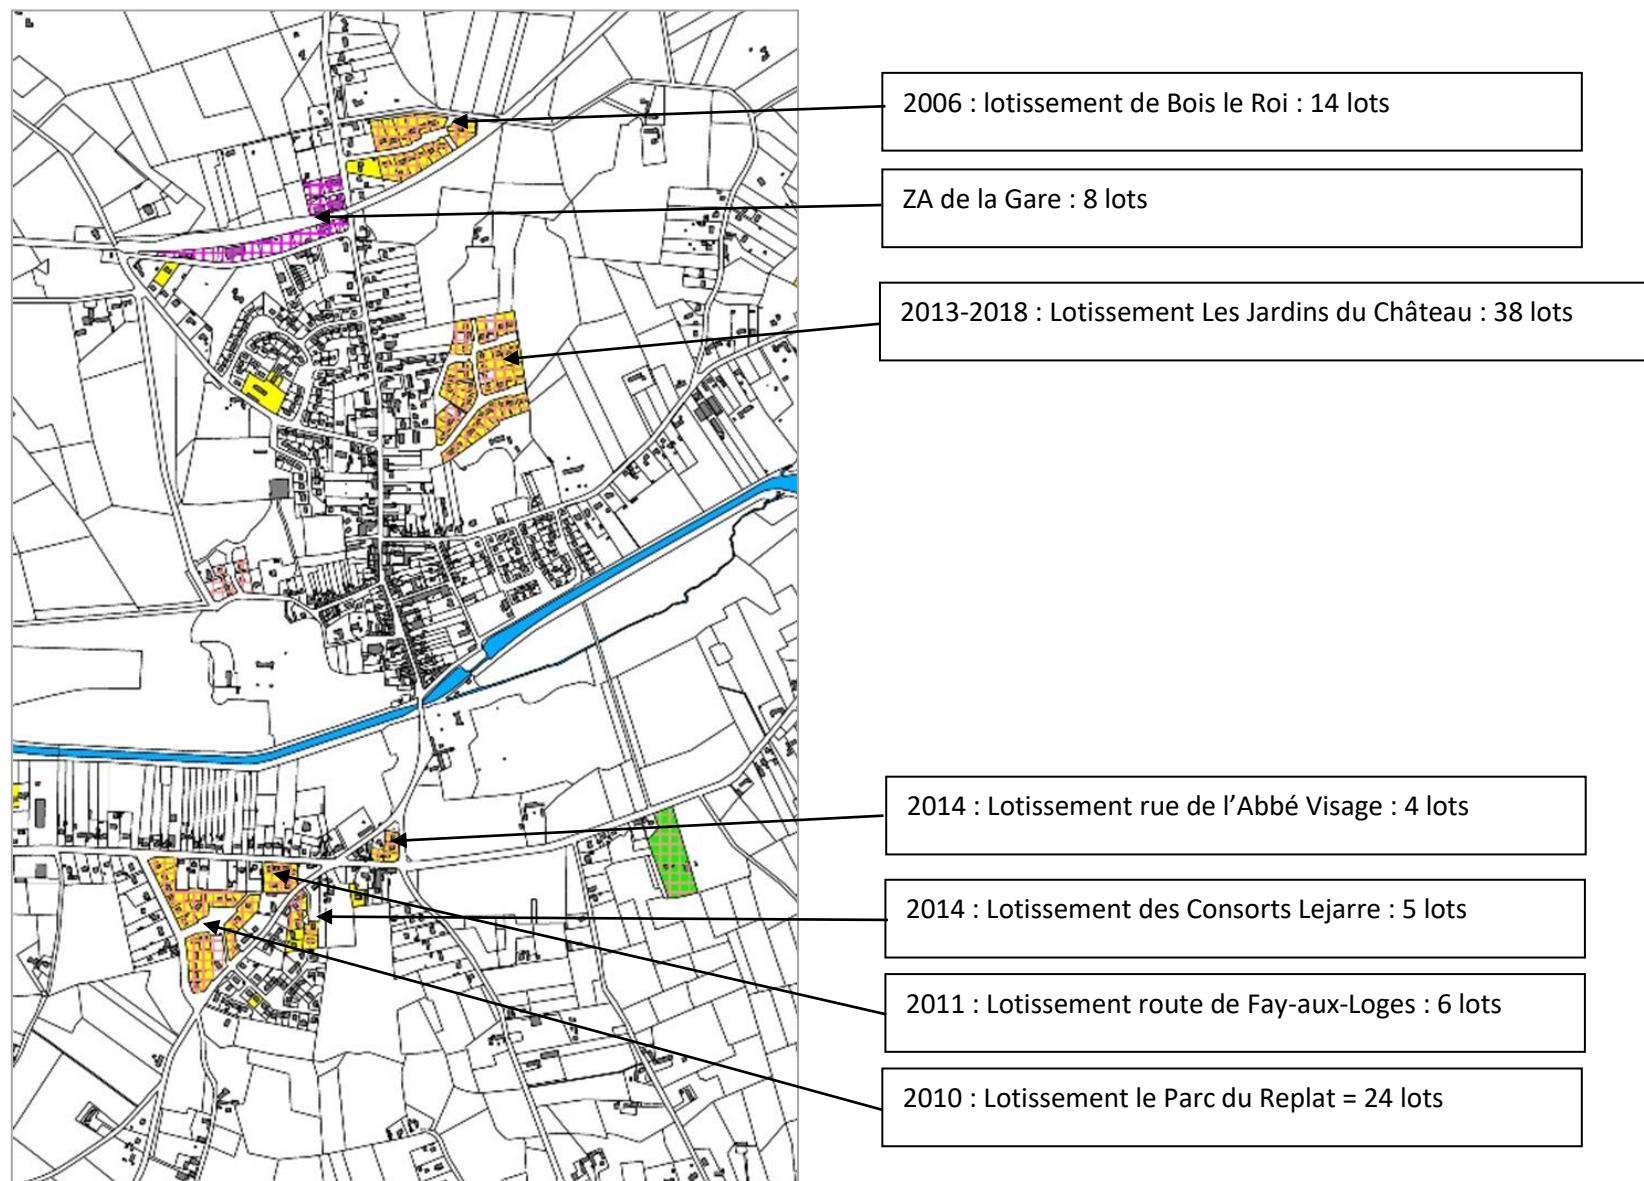 2006 : lotissement de Bois le Roi : 14 lots
ZA de la Gare : 8 lots
2013-2018 : Lotissement Les Jardins du Château : 38 lots
2014 : Lotissement rue de l’Abbé Visage : 4 lots
2014 : Lotissement des Consorts Lejarre : 5 lots
2011 : Lotissement route de Fay-aux-Loges : 6 lots
2010 : Lotissement le Parc du Replat = 24 lots